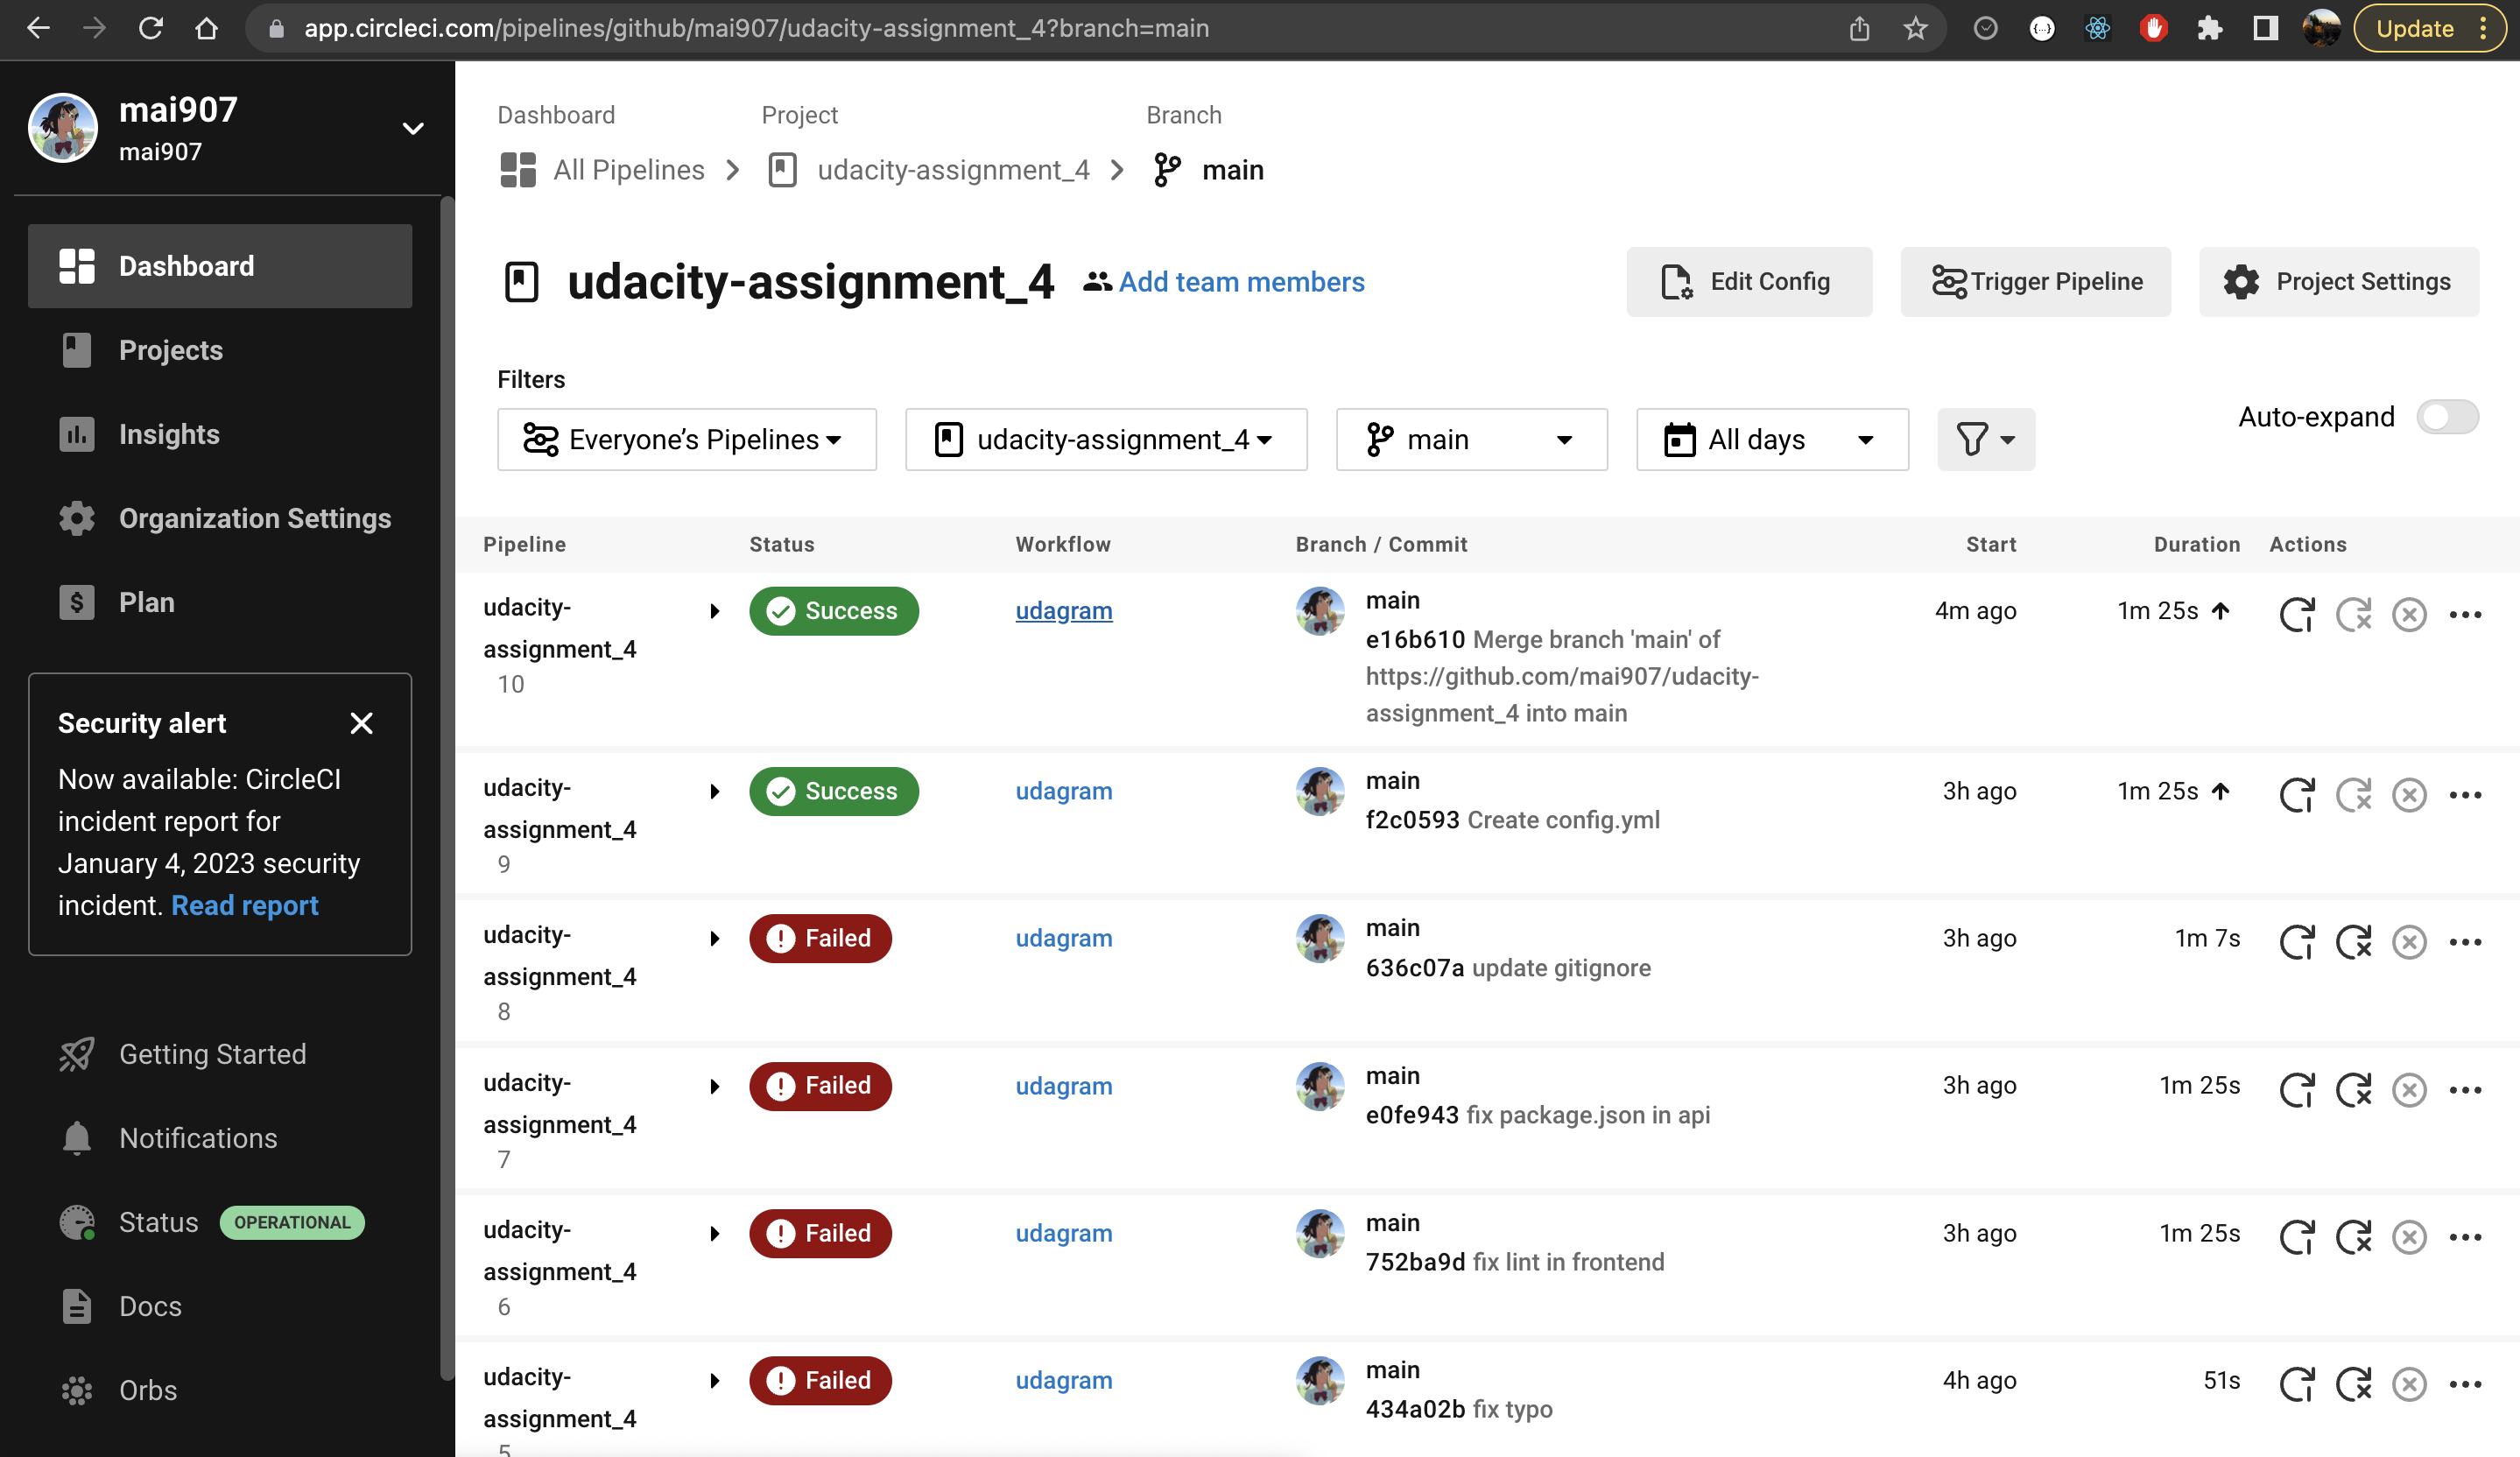 app.circleci.com/pipelines/github/mai907/udacity-assignment_4?branch=main
Update
mai907
mai907
Dashboard
Projects
Insights
Organization Settings
Plan
Security alert
Now available: CircleCI
incident report for
January 4, 2023 security
incident. Read report
Getting Started
Notifications
Status OPERATIONAL
Docs
Orbs
Dashboard Project Branch
All Pipelines udacity-assignment_4 main
udacity-assignment_4 Add team members
Edit Config Trigger Pipeline Project Settings
Filters
Everyone’s Pipelines udacity-assignment_4 main All days
Auto-expand
Pipeline Status Workflow Branch / Commit Start Duration Actions
udacity-
assignment_4
10
Success udagram
main
e16b610 Merge branch 'main' of
https://github.com/mai907/udacity-
assignment_4 into main
4m ago 1m 25s
udacity-
assignment_4
9
Success udagram
main
f2c0593 Create config.yml
3h ago 1m 25s
udacity-
assignment_4
8
Failed udagram
main
636c07a update gitignore
3h ago 1m 7s
udacity-
assignment_4
7
Failed udagram
main
e0fe943 fix package.json in api
3h ago 1m 25s
udacity-
assignment_4
6
Failed udagram
main
752ba9d fix lint in frontend
3h ago 1m 25s
udacity-
assignment_4
5
Failed udagram
main
434a02b fix typo
4h ago 51s